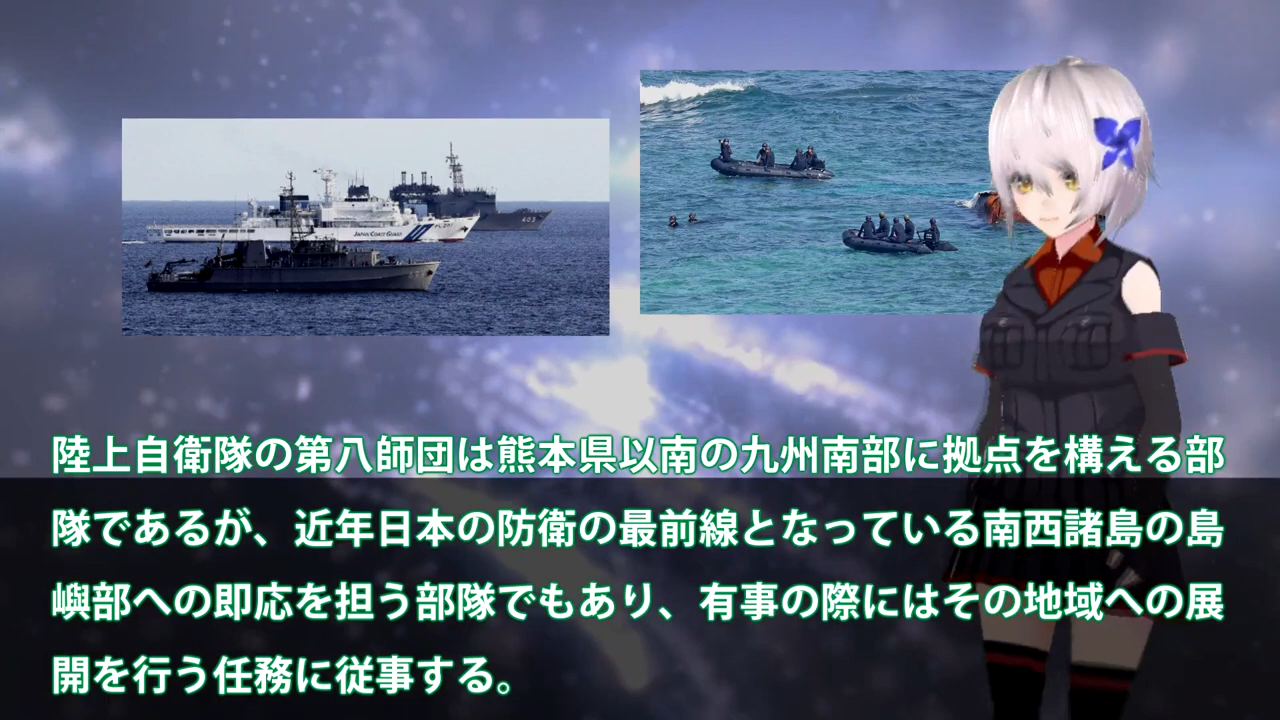 JAPAN COAST GUARD
403
陸上自衛隊の第八師団は熊本県以南の九州南部に拠点を構える部
隊であるが、近年日本の防衛の最前線となっている南西諸島の島
嶼部への即応を担う部隊でもあり、有事の際にはその地域への展
開を行う任務に従事する。